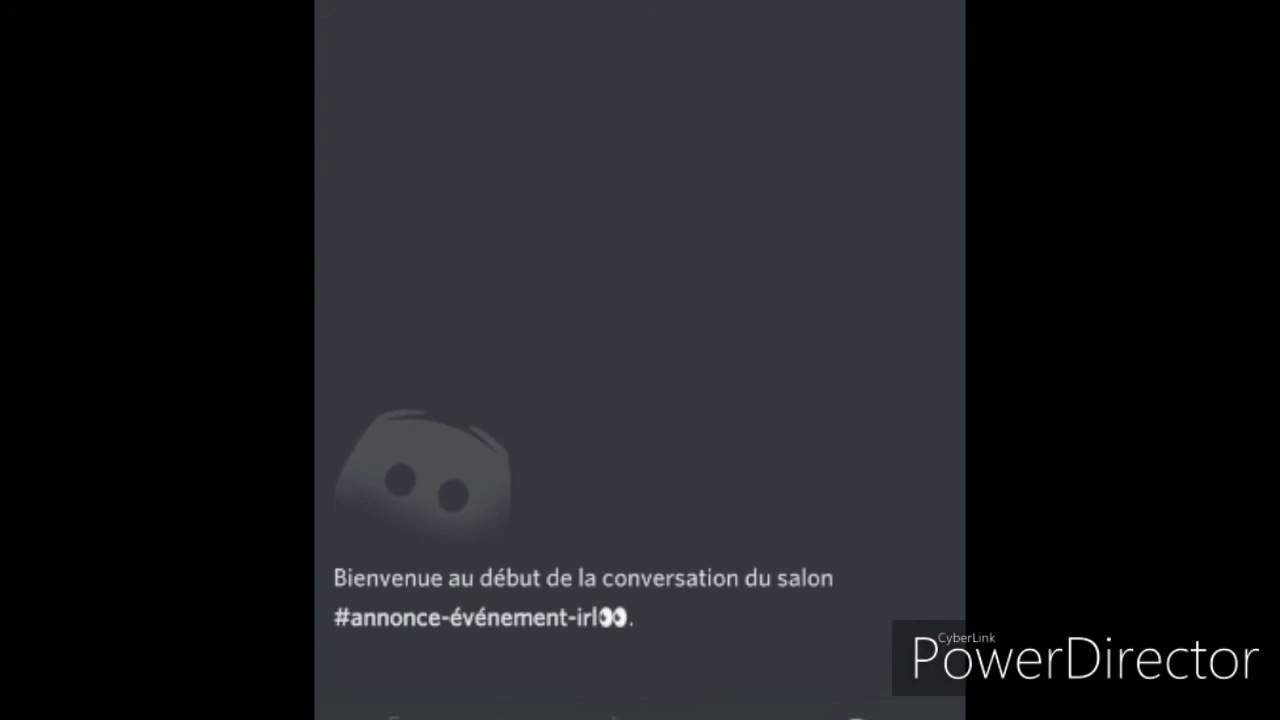 Bienvenue au début de la conversation du salon
#annonce-événement-irl👀.
CyberLink
PowerDirector